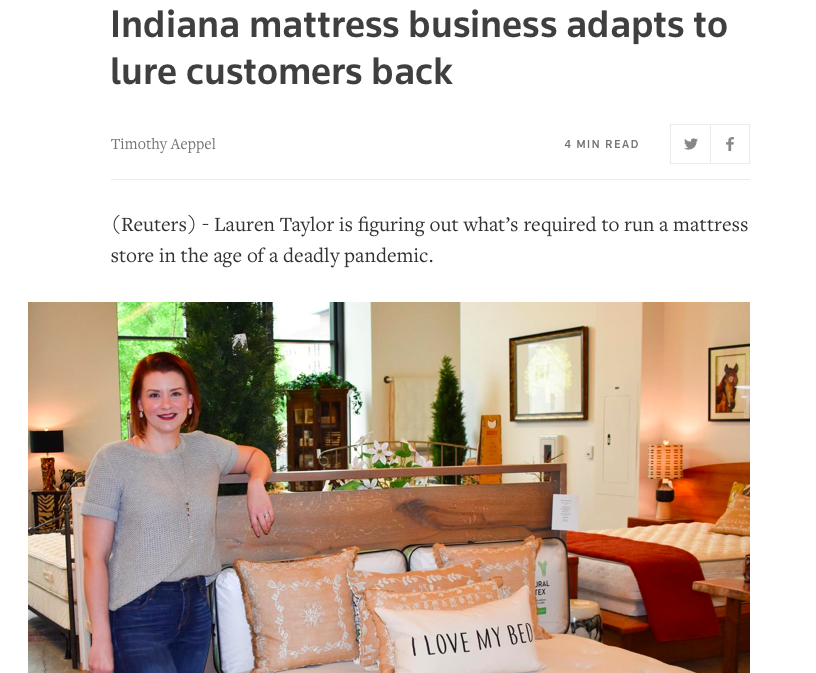 Indiana mattress business adapts to
lure customers back
Timothy Aeppel
4 MIN READ
(Reuters) - Lauren Taylor is figuring out what’s required to run a mattress
store in the age of a deadly pandemic.
I LOVE MY BED